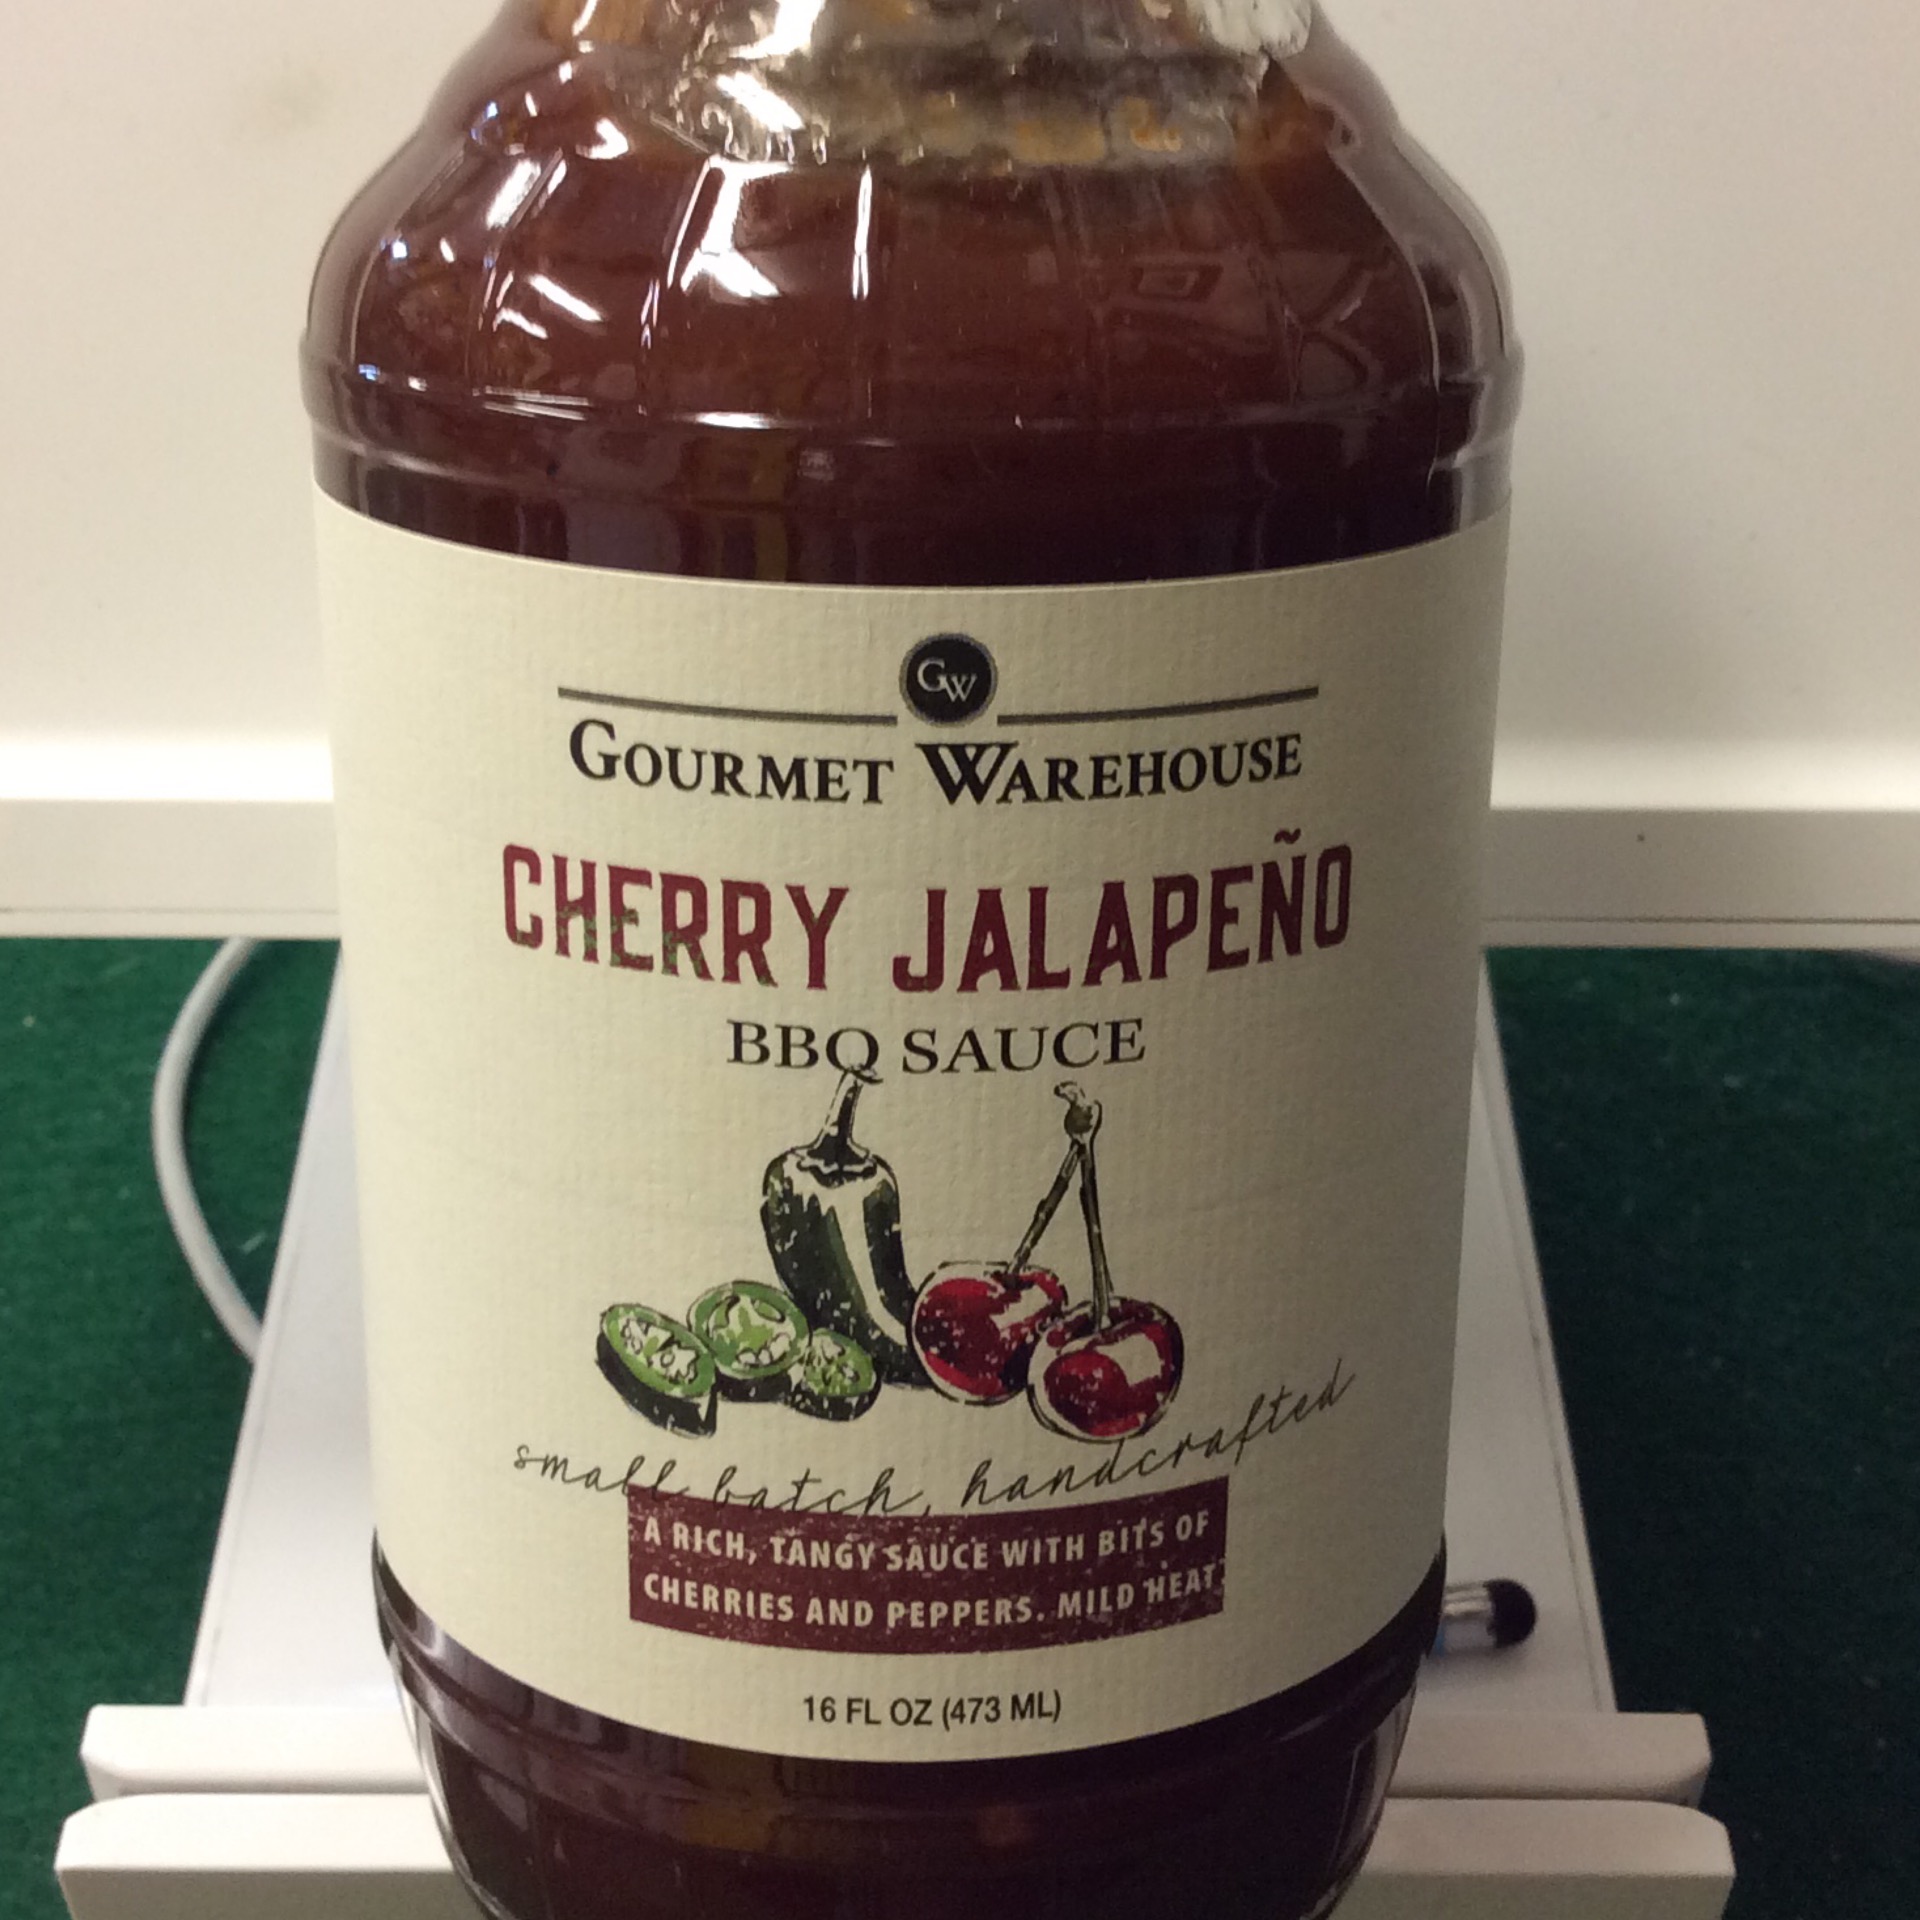 GW
GOURMET WAREHOUSE
CHERRY JALAPEÑO
BBQ SAUCE
small batch, handcrafted
A RICH, TANGY SAUCE WITH BITS OF
CHERRIES AND PEPPERS. MILD HEAT.
16 FL OZ (473 ML)